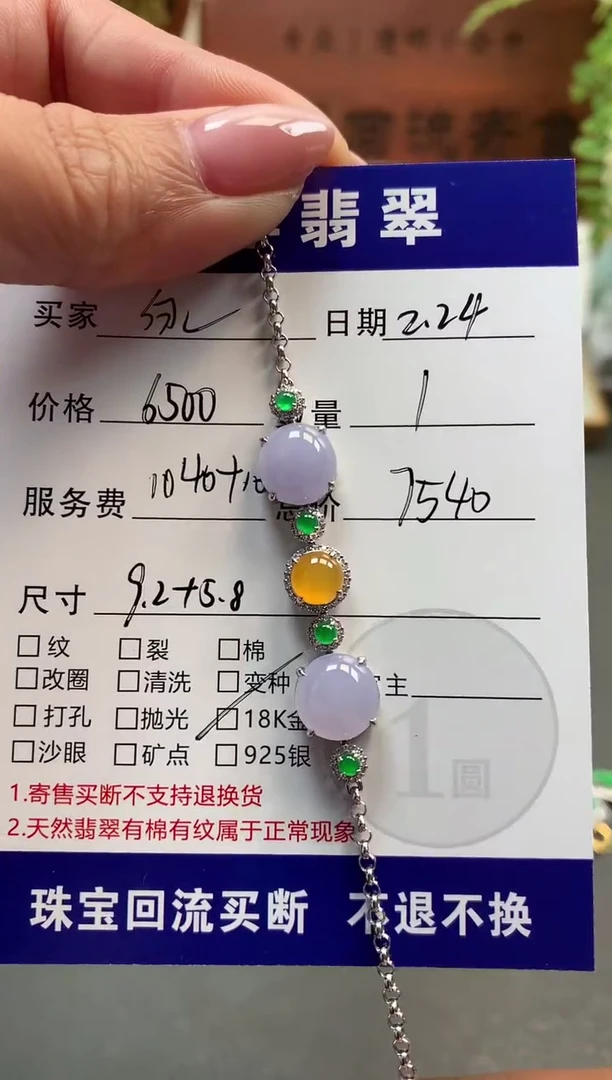 翡翠
买家 日期 2.24
价格 6500 量 1
服务费 1040+10 总价 7540
尺寸 9.2+5.8
□纹 □裂 □棉
□改圈 □清洗 □变种 主
□打孔 □抛光 □18K金
□沙眼 □矿点 □925银
1圆
1.寄售买断不支持退换货
2.天然翡翠有棉有纹属于正常现象
珠宝回流买断 不退不换